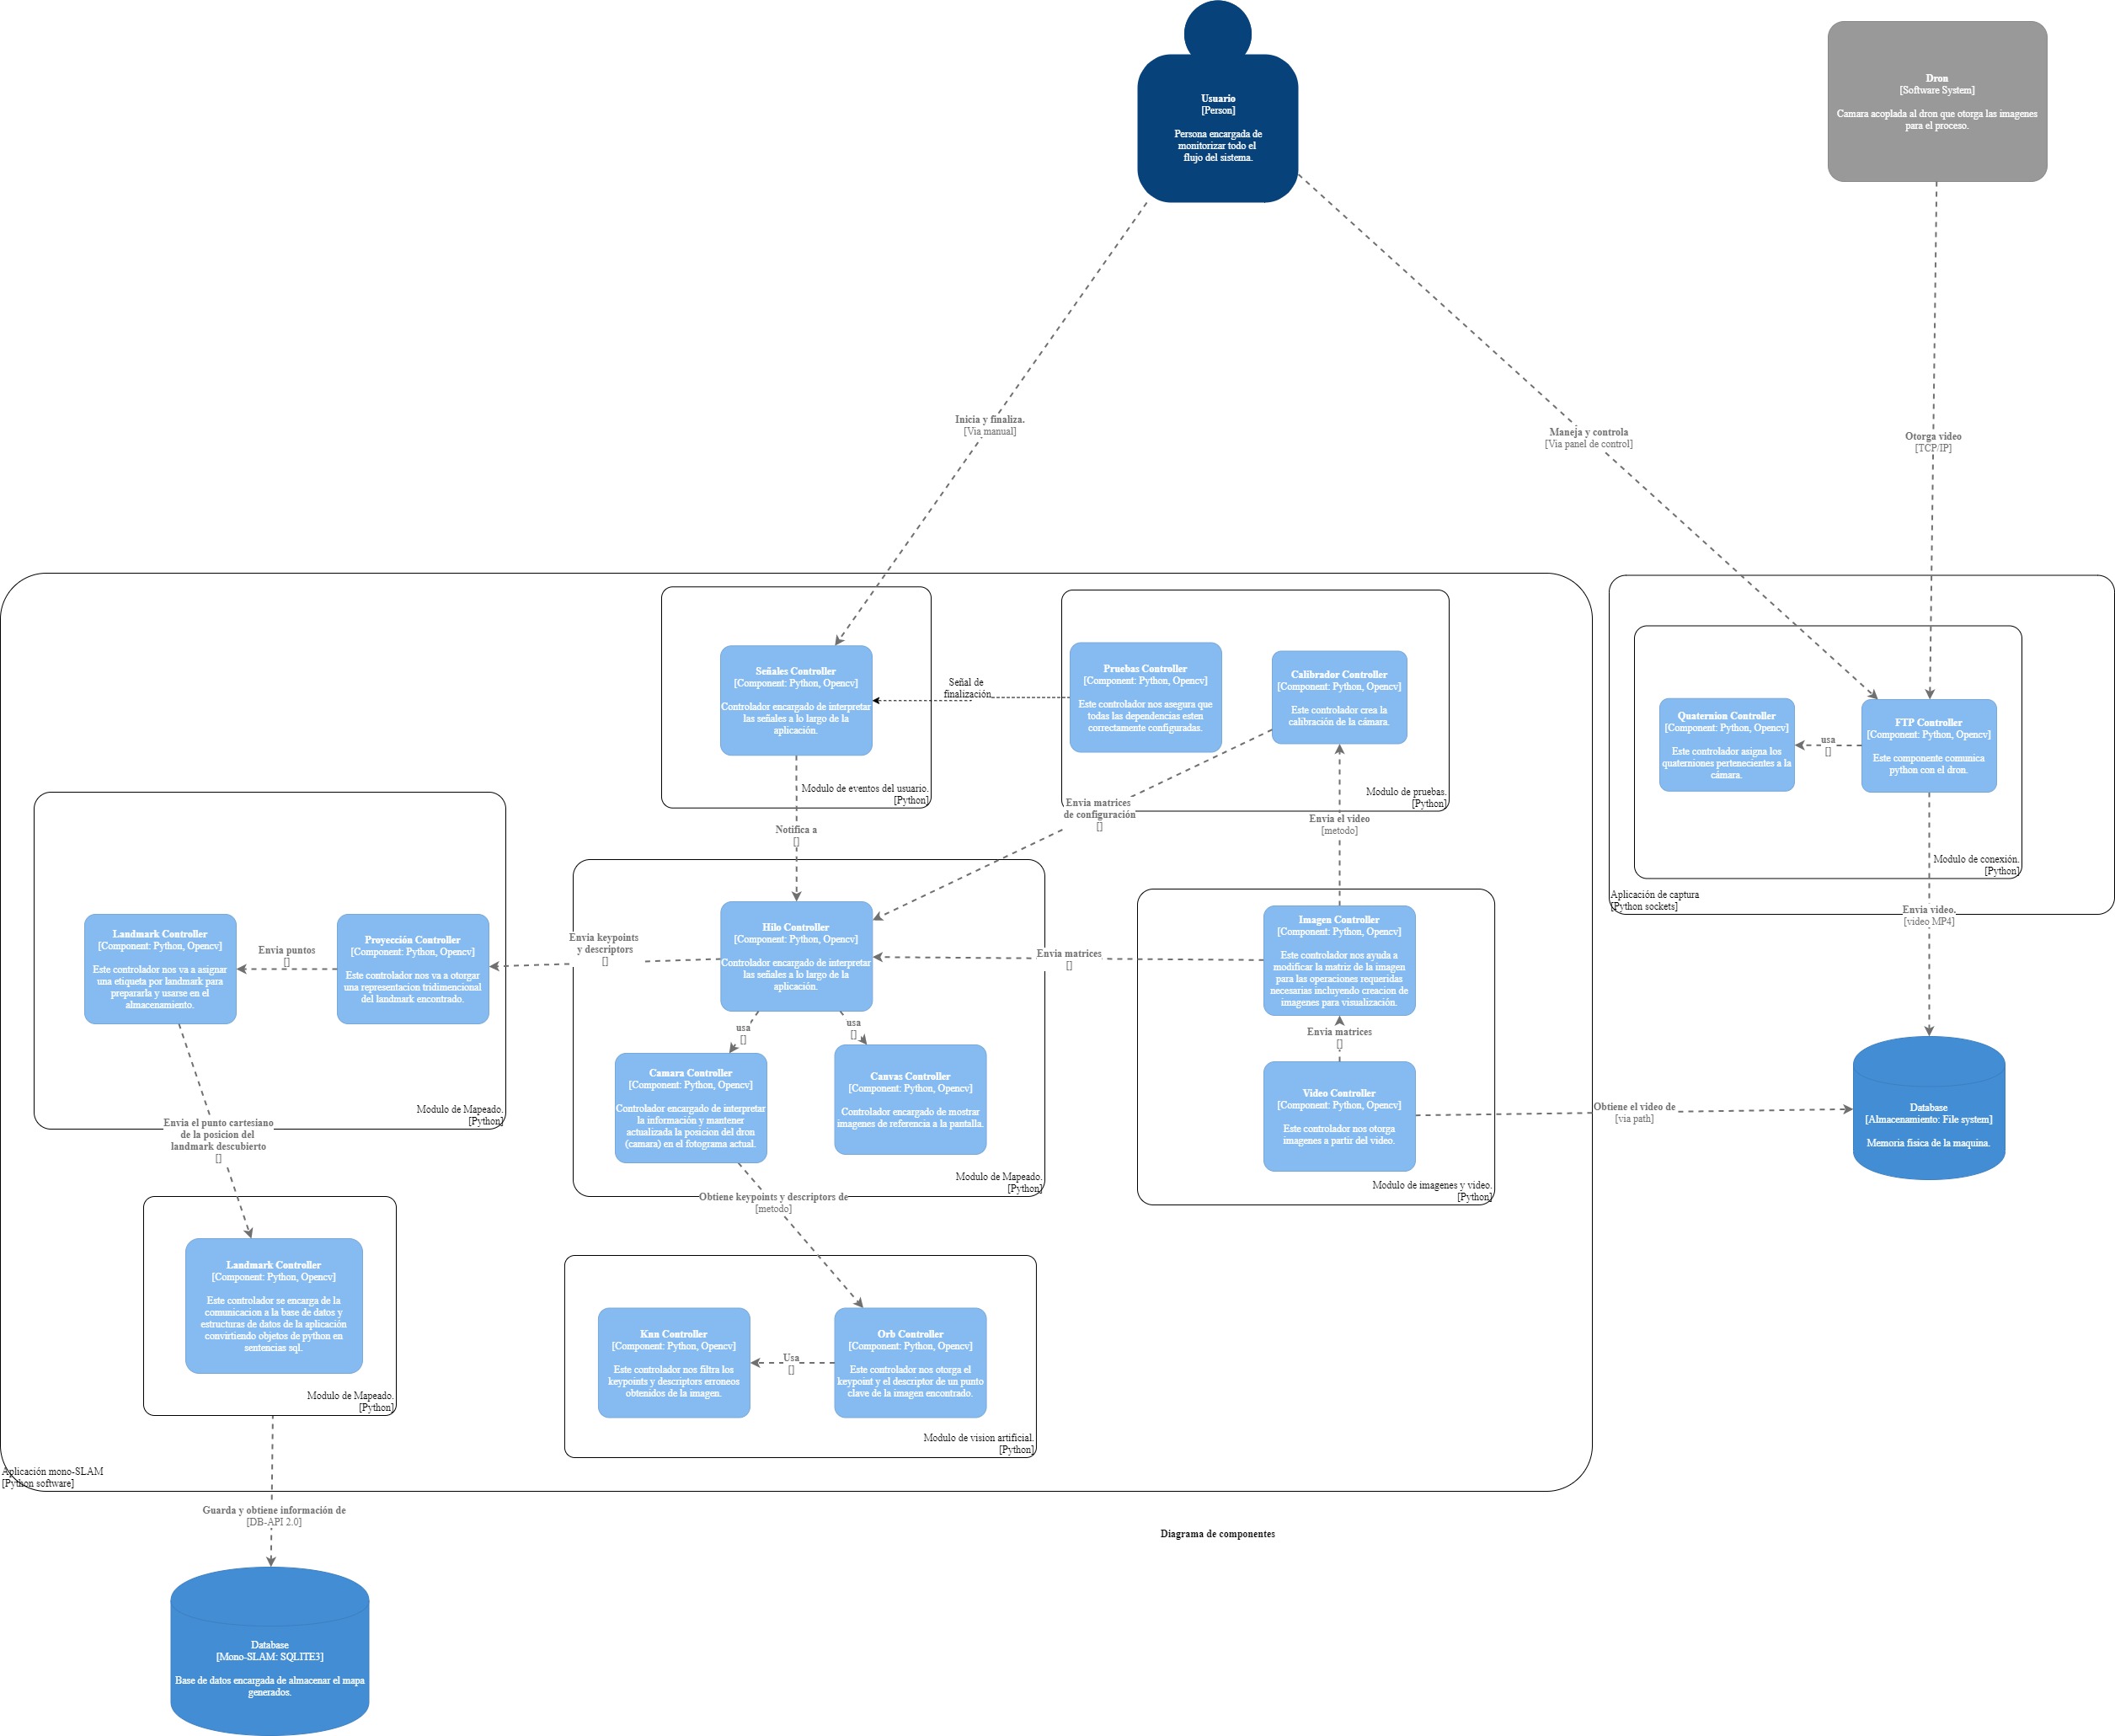 Usuario
[Person]
Persona encargada de
monitorizar todo el
flujo del sistema.
Dron
[Software System]
Camara acoplada al dron que otorga las imagenes
para el proceso.
Inicia y finaliza.
[Via manual]
Maneja y controla
[Via panel de control]
Otorga video
[TCP/IP]
Señales Controller
[Component: Python, Opencv]
Controlador encargado de interpretar
las señales a lo largo de la
aplicación.
Modulo de eventos del usuario.
[Python]
Señal de
finalización
Pruebas Controller
[Component: Python, Opencv]
Este controlador nos asegura que
todas las dependencias esten
correctamente configuradas.
Calibrador Controller
[Component: Python, Opencv]
Este controlador crea la
calibración de la cámara.
Modulo de pruebas.
[Python]
Quaternion Controller
[Component: Python, Opencv]
Este controlador asigna los
quaterniones pertenecientes a la
cámara.
usa
[]
FTP Controller
[Component: Python, Opencv]
Este componente comunica
python con el dron.
Modulo de conexión.
[Python]
Aplicación de captura
[Python sockets]
Envia video.
[video MP4]
Notifica a
[]
Envia matrices
de configuración
[]
Envia el video
[metodo]
Landmark Controller
[Component: Python, Opencv]
Este controlador nos va a asignar
una etiqueta por landmark para
prepararla y usarse en el
almacenamiento.
Envia puntos
[]
Proyección Controller
[Component: Python, Opencv]
Este controlador nos va a otorgar
una representacion tridimencional
del landmark encontrado.
Modulo de Mapeado.
[Python]
Envia keypoints
y descriptors
[]
Hilo Controller
[Component: Python, Opencv]
Controlador encargado de interpretar
las señales a lo largo de la
aplicación.
Envia matrices
[]
Imagen Controller
[Component: Python, Opencv]
Este controlador nos ayuda a
modificar la matriz de la imagen
para las operaciones requeridas
necesarias incluyendo creacion de
imagenes para visualización.
Envia matrices
[]
usa
[]
usa
[]
Camara Controller
[Component: Python, Opencv]
Controlador encargado de interpretar
la información y mantener
actualizada la posicion del dron
(camara) en el fotograma actual.
Canvas Controller
[Component: Python, Opencv]
Controlador encargado de mostrar
imagenes de referencia a la pantalla.
Modulo de Mapeado.
[Python]
Video Controller
[Component: Python, Opencv]
Este controlador nos otorga
imagenes a partir del video.
Modulo de imagenes y video.
[Python]
Obtiene el video de
[via path]
Database
[Almacenamiento: File system]
Memoria fisica de la maquina.
Envia el punto cartesiano
de la posicion del
landmark descubierto
[]
Obtiene keypoints y descriptors de
[metodo]
Landmark Controller
[Component: Python, Opencv]
Este controlador se encarga de la
comunicacion a la base de datos y
estructuras de datos de la aplicación
convirtiendo objetos de python en
sentencias sql.
Modulo de Mapeado.
[Python]
Knn Controller
[Component: Python, Opencv]
Este controlador nos filtra los
keypoints y descriptors erroneos
obtenidos de la imagen.
Usa
[]
Orb Controller
[Component: Python, Opencv]
Este controlador nos otorga el
keypoint y el descriptor de un punto
clave de la imagen encontrado.
Modulo de vision artificial.
[Python]
Aplicación mono-SLAM
[Python software]
Guarda y obtiene información de
[DB-API 2.0]
Diagrama de componentes
Database
[Mono-SLAM: SQLITE3]
Base de datos encargada de almacenar el mapa
generados.